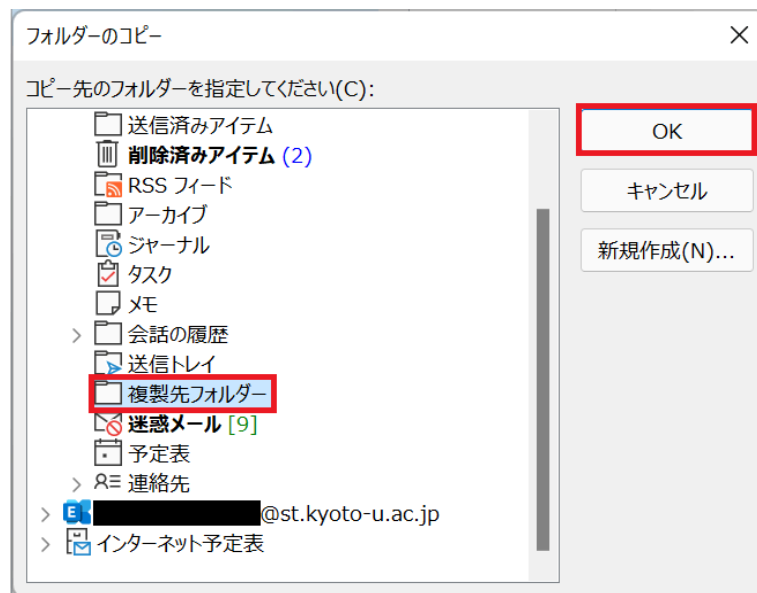 フォルダーのコピー
コピー先のフォルダーを指定してください(C):
送信済みアイテム
削除済みアイテム (2)
RSS フィード
アーカイブ
ジャーナル
タスク
メモ
会話の履歴
送信トレイ
複製先フォルダー
迷惑メール [9]
予定表
連絡先
@st.kyoto-u.ac.jp
インターネット予定表
OK
キャンセル
新規作成(N)...